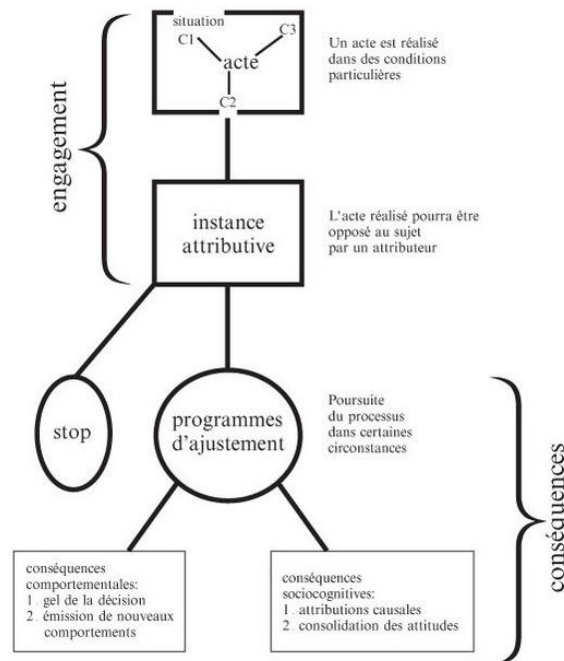 situation
C1
C3
acte
C2
Un acte est réalisé
dans des conditions
particulières
engagement
instance
attributive
L'acte réalisé pourra être
opposé au sujet
par un attributeur
stop
programmes
d'ajustement
Poursuite
du processus
dans certaines
circonstances
conséquences
conséquences
comportementales:
1. gel de la décision
2. émission de nouveaux
comportements
conséquences
sociocognitives:
1. attributions causales
2. consolidation des attitudes